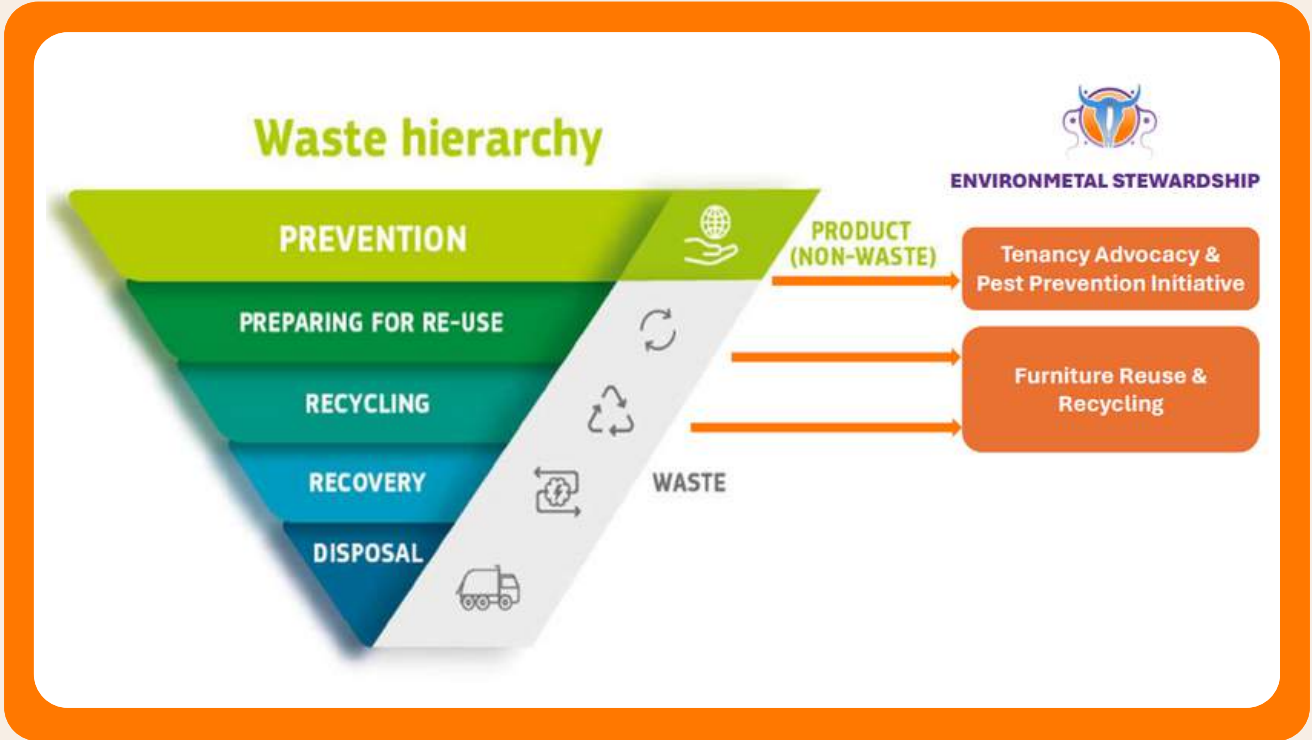 Waste hierarchy
ENVIRONMETAL STEWARDSHIP
PREVENTION
PRODUCT
(NON-WASTE)
Tenancy Advocacy &
Pest Prevention Initiative
PREPARING FOR RE-USE
Furniture Reuse &
Recycling
RECYCLING
RECOVERY
WASTE
DISPOSAL